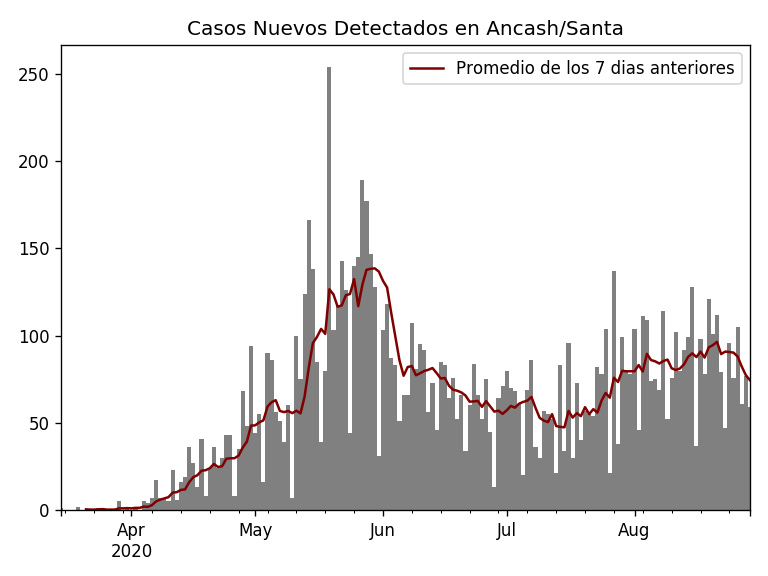 Casos Nuevos Detectados en Ancash/Santa
Promedio de los 7 dias anteriores
250
200
150
100
50
0
Apr
2020
May
Jun
Jul
Aug